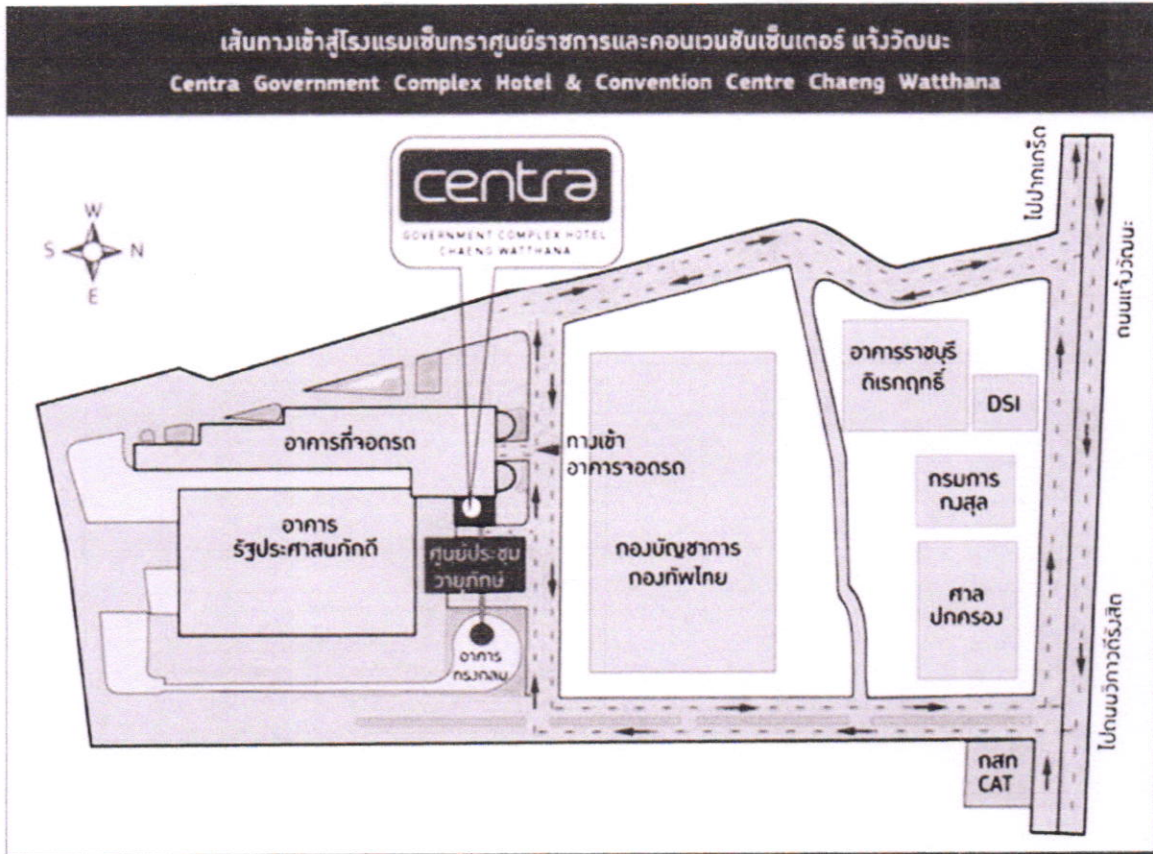 เส้นทางเข้าสู่โรงแรมเซ็นทราศูนย์ราชการและคอนเวนชันเซ็นเตอร์ แจ้งวัฒนะ
Centra Government Complex Hotel & Convention Centre Chaeng Watthana
centra
GOVERNMENT COMPLEX HOTEL
CHAENG WATTHANA
W
S
N
E
ไปปากเกร็ด
ถนนแจ้งวัฒนะ
อาคารราชบุรี
ดิเรกฤทธิ์
DSI
อาคารที่จอดรถ
ทางเข้า
อาคารจอดรถ
กรมการ
กงสุล
อาคาร
รัฐประศาสนภักดี
ศูนย์ประชุม
วายุภักษ์
กองบัญชาการ
กองทัพไทย
ศาล
ปกครอง
อาคาร
ทรงกลม
ไปถนนวิภาวดีรังสิต
กสท
CAT